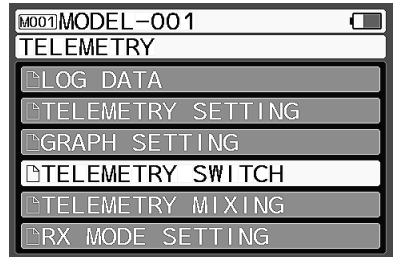 M001 MODEL-001
TELEMETRY
LOG DATA
TELEMETRY SETTING
GRAPH SETTING
TELEMETRY SWITCH
TELEMETRY MIXING
RX MODE SETTING